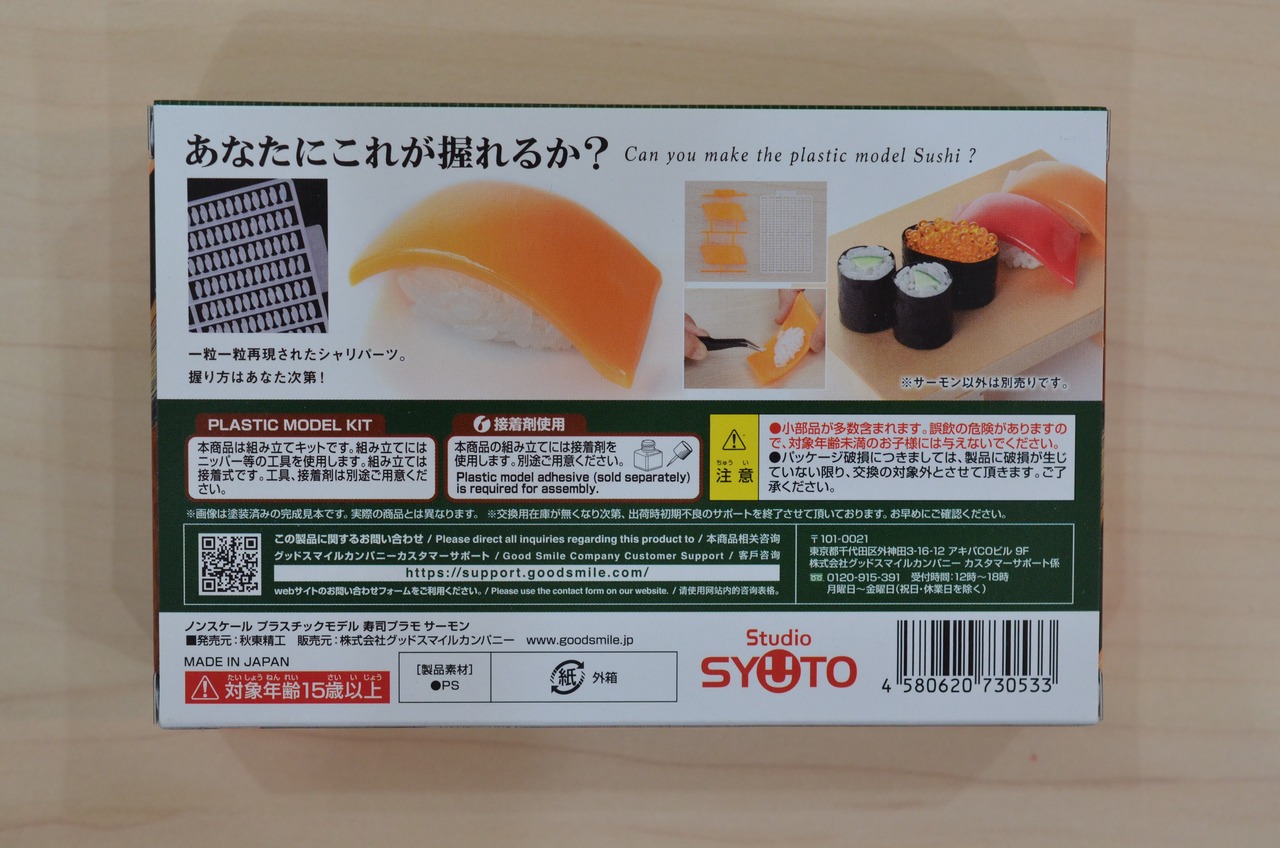 あなたにこれが握れるか? Can you make the plastic model Sushi ?
一粒一粒再現されたシャリパーツ。
握り方はあなた次第!
※サーモン以外は別売りです。
PLASTIC MODEL KIT
本商品は組み立てキットです。組み立てには
ニッパー等の工具を使用します。組み立ては
接着式です。工具、接着剤は別途ご用意くだ
さい。
接着剤使用
本商品の組み立てには接着剤を
使用します。別途ご用意ください。
Plastic model adhesive (sold separately)
is required for assembly.
ちゅう い
注意
●小部品が多数含まれます。誤飲の危険がありますの
で、対象年齢未満のお子様には与えないでください。
●パッケージ破損につきましては、製品に破損が生じ
ていない限り、交換の対象外とさせて頂きます。ご了
承ください。
※画像は塗装済みの完成見本です。実際の商品とは異なります。 ※交換用在庫が無くなり次第、出荷時初期不良のサポートを終了させて頂いております。お早めにご確認ください。
この製品に関するお問い合わせ / Please direct all inquiries regarding this product to / 本商品相关咨询
グッドスマイルカンパニーカスタマーサポート / Good Smile Company Customer Support / 客戶咨询
https://support.goodsmile.com/
webサイトのお問い合わせフォームをご利用ください。/ Please use the contact form on our website. / 请使用网站内的咨询表格。
〒101-0021
東京都千代田区外神田3-16-12 アキバCOビル 9F
株式会社グッドスマイルカンパニー カスタマーサポート係
0120-915-391 受付時間:12時〜18時
月曜日〜金曜日(祝日・休業日を除く)
ノンスケール プラスチックモデル 寿司プラモ サーモン
■発売元:秋東精工 販売元:株式会社グッドスマイルカンパニー www.goodsmile.jp
MADE IN JAPAN
たいしょうねんれい さい い じょう
対象年齢15歳以上
[製品素材]
●PS
紙 外箱
Studio
SYUTO
4 580620 730533